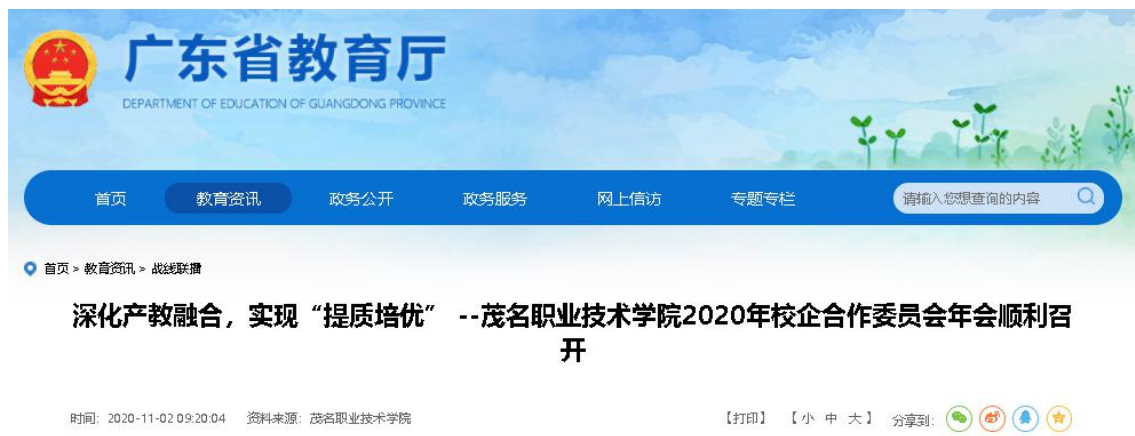 广东省教育厅
DEPARTMENT OF EDUCATION OF GUANGDONG PROVINCE
首页 教育资讯 政务公开 政务服务 网上信访 专题专栏 请输入您想查询的内容
首页 > 教育资讯 > 战线联播
深化产教融合，实现“提质培优” --茂名职业技术学院2020年校企合作委员会年会顺利召
开
时间: 2020-11-02 09:20:04 资料来源: 茂名职业技术学院 【打印】 【小 中 大】 分享到: